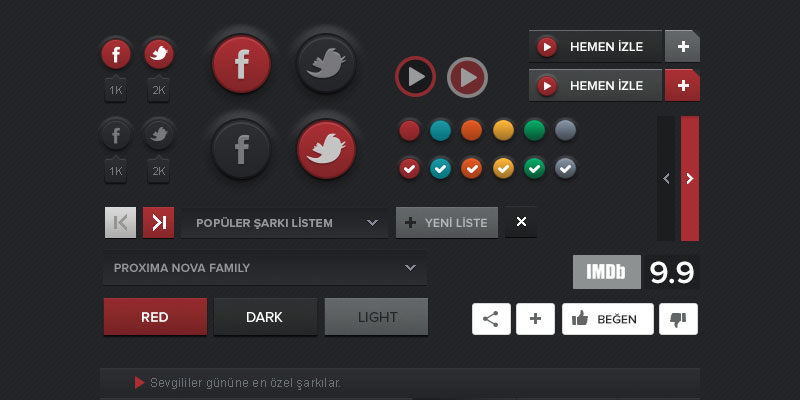 f
f
1K
2K
f
f
1K
2K
HEMEN İZLE
HEMEN İZLE
POPÜLER ŞARKI LİSTEM
YENİ LİSTE
PROXIMA NOVA FAMILY
IMDb 9.9
RED
DARK
LIGHT
BEĞEN
Sevgililer gününe en özel şarkılar.